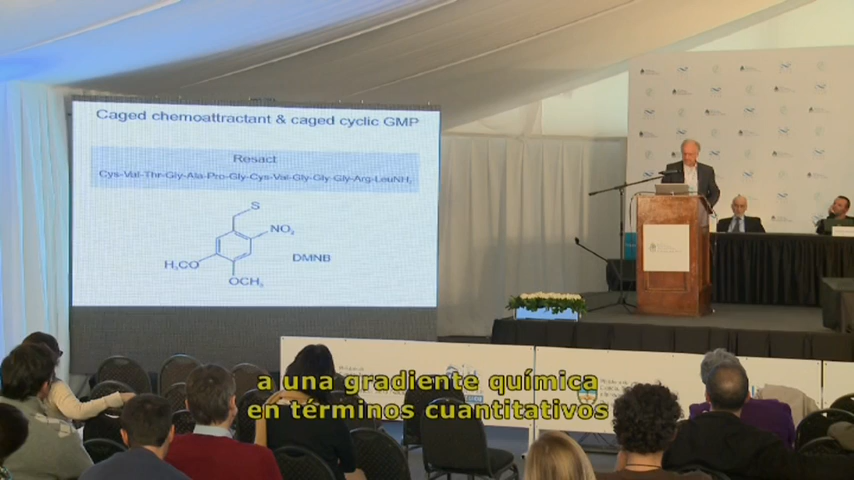 Caged chemoattractant & caged cyclic GMP
Resact
Cys-Val-Thr-Gly-Ala-Pro-Gly-Cys-Val-Gly-Gly-Gly-Arg-LeuNH₂
S
NO₂
H₃CO
DMNB
OCH₃
a una gradiente química
en términos cuantitativos